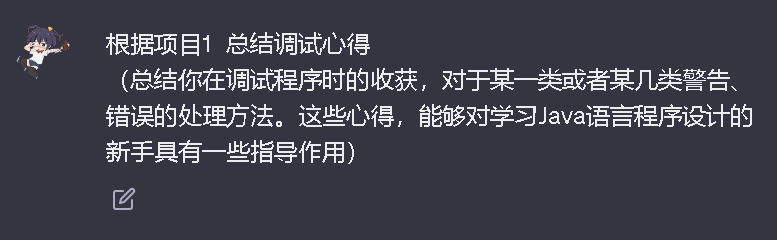 根据项目1  总结调试心得
（总结你在调试程序时的收获，对于某一类或者某几类警告、
错误的处理方法。这些心得，能够对学习Java语言程序设计的
新手具有一些指导作用）